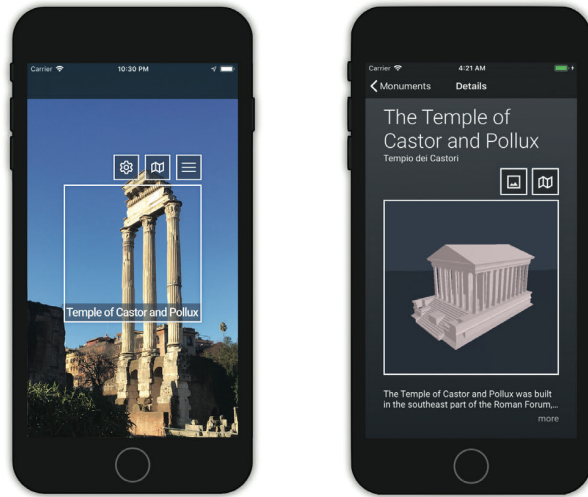 Carrier 10:30 PM
Temple of Castor and Pollux
Carrier 4:21 AM
Monuments Details
The Temple of
Castor and Pollux
Tempio dei Castori
The Temple of Castor and Pollux was built
in the southeast part of the Roman Forum,...
more